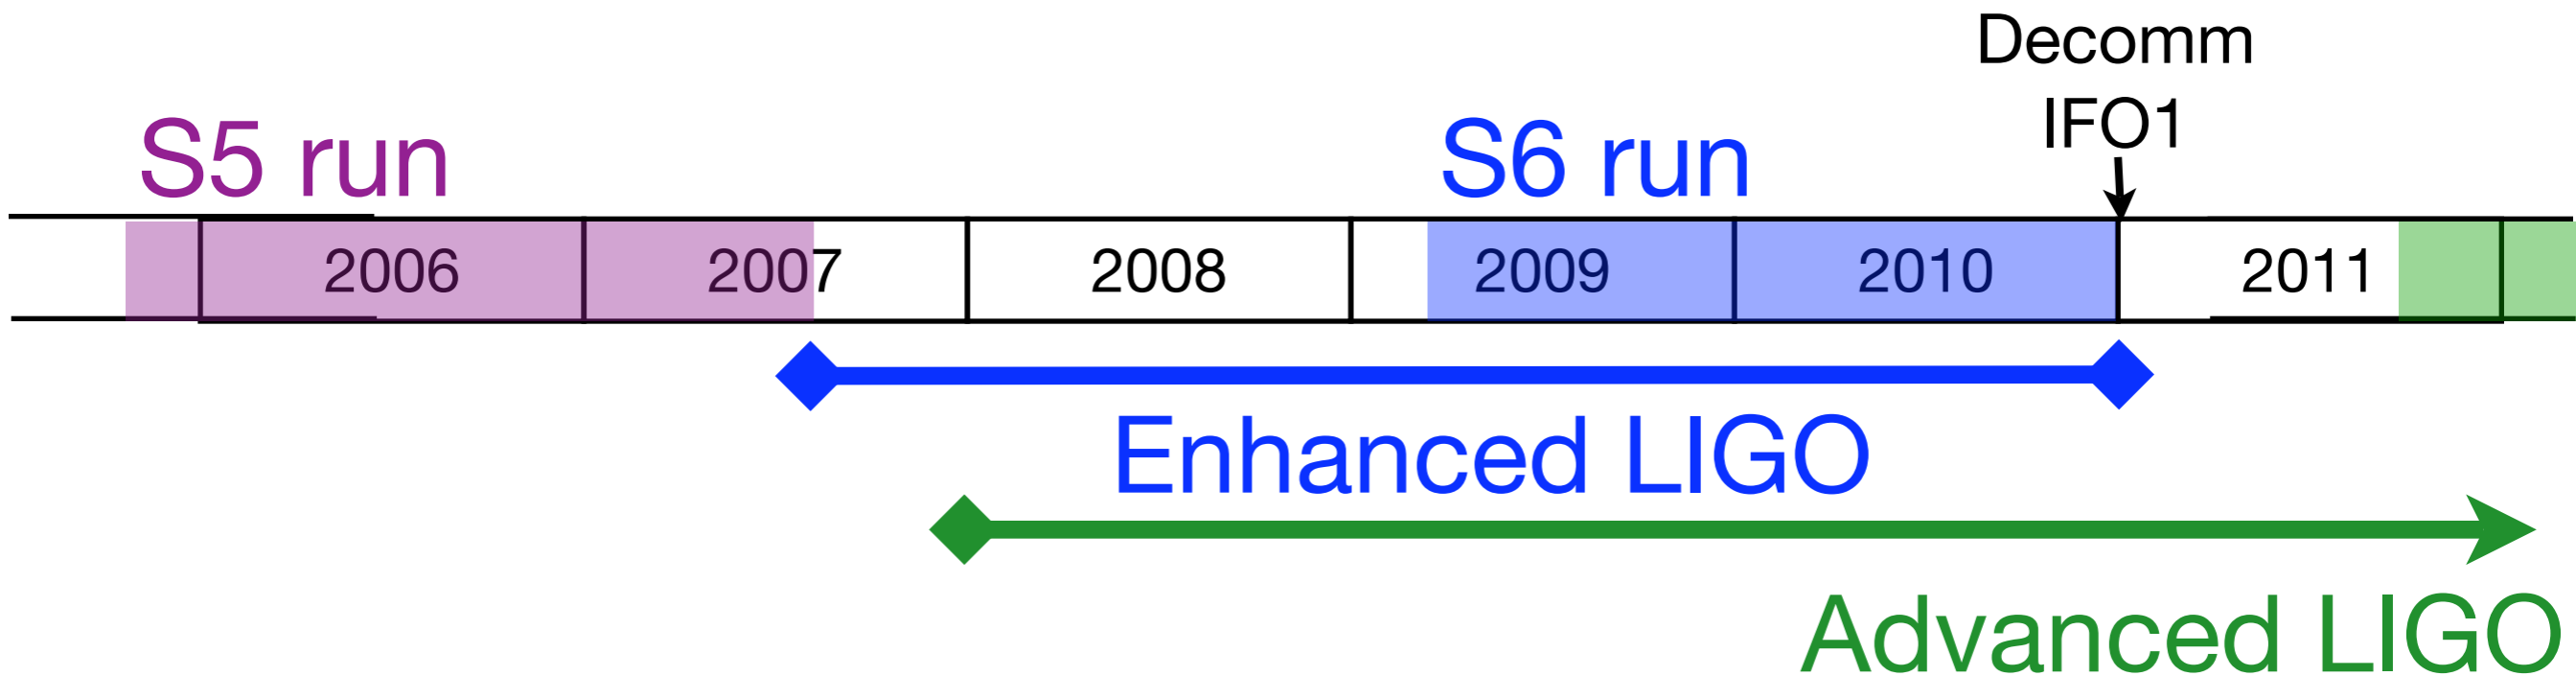 Decomm
IFO1
S5 run
S6 run
2006
2007
2008
2009
2010
2011
Enhanced LIGO
Advanced LIGO